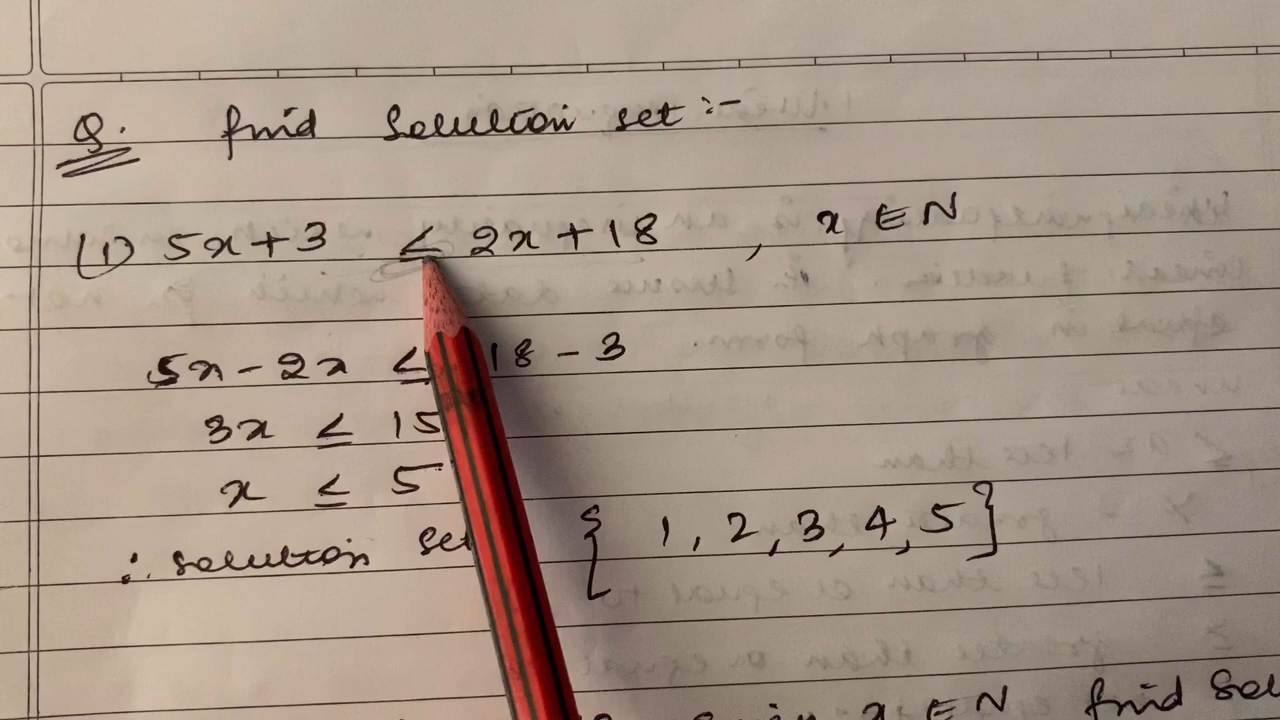 Q. find solution set :-
(1) 5x + 3 ≤ 2x + 18 , x ∈ N
5x - 2x ≤ 18 - 3
3x ≤ 15
x ≤ 5
∴ solution set { 1, 2, 3, 4, 5 }
x ∈ N find